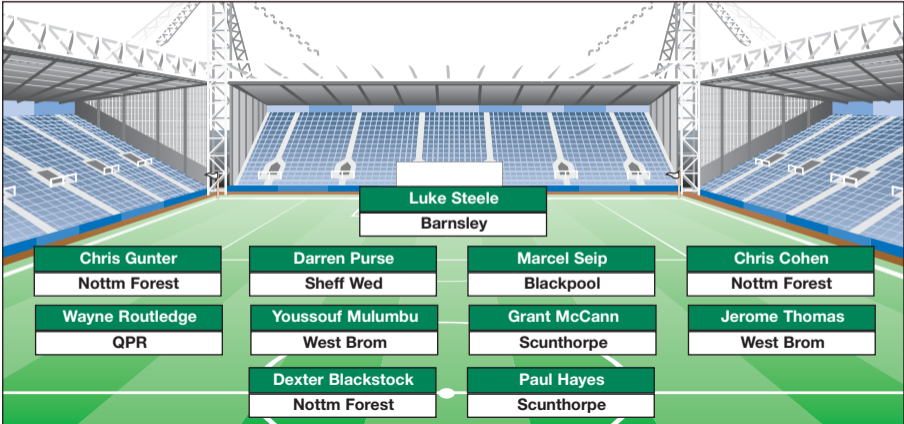 Luke Steele
Barnsley
Chris Gunter
Nottm Forest
Darren Purse
Sheff Wed
Marcel Seip
Blackpool
Chris Cohen
Nottm Forest
Wayne Routledge
QPR
Youssouf Mulumbu
West Brom
Grant McCann
Scunthorpe
Jerome Thomas
West Brom
Dexter Blackstock
Nottm Forest
Paul Hayes
Scunthorpe